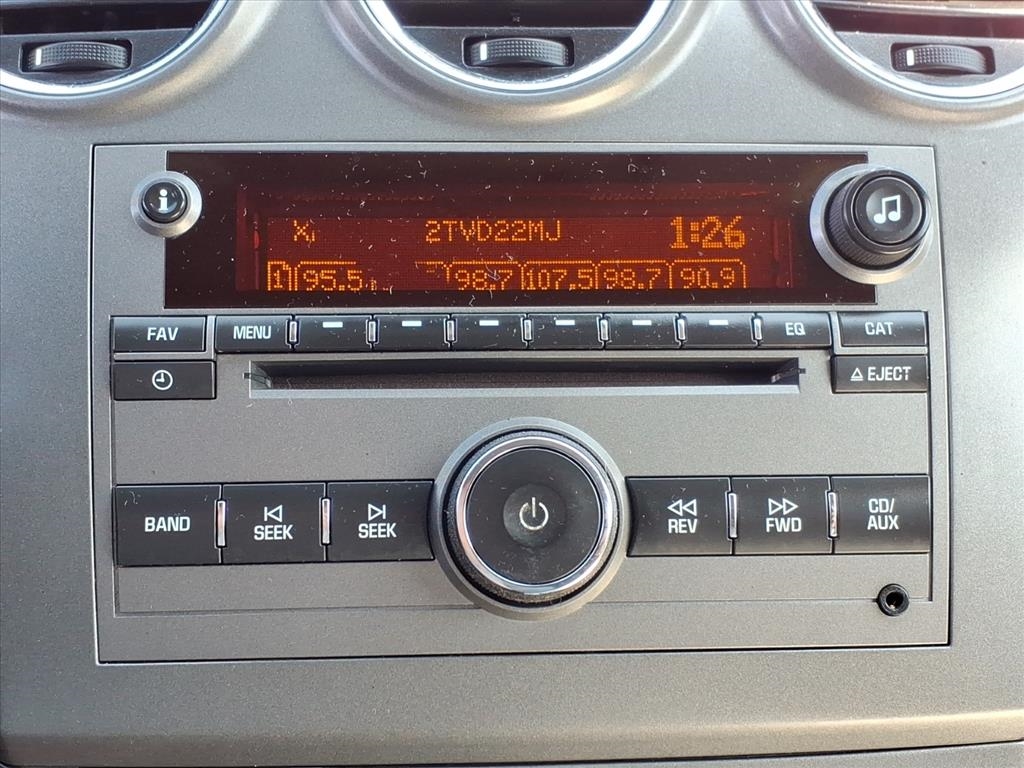 i
X 2TVD22MJ 1:26
1 95.5 98.7 107.5 98.7 90.9
FAV MENU EQ CAT
EJECT
BAND SEEK SEEK REV FWD CD/
AUX